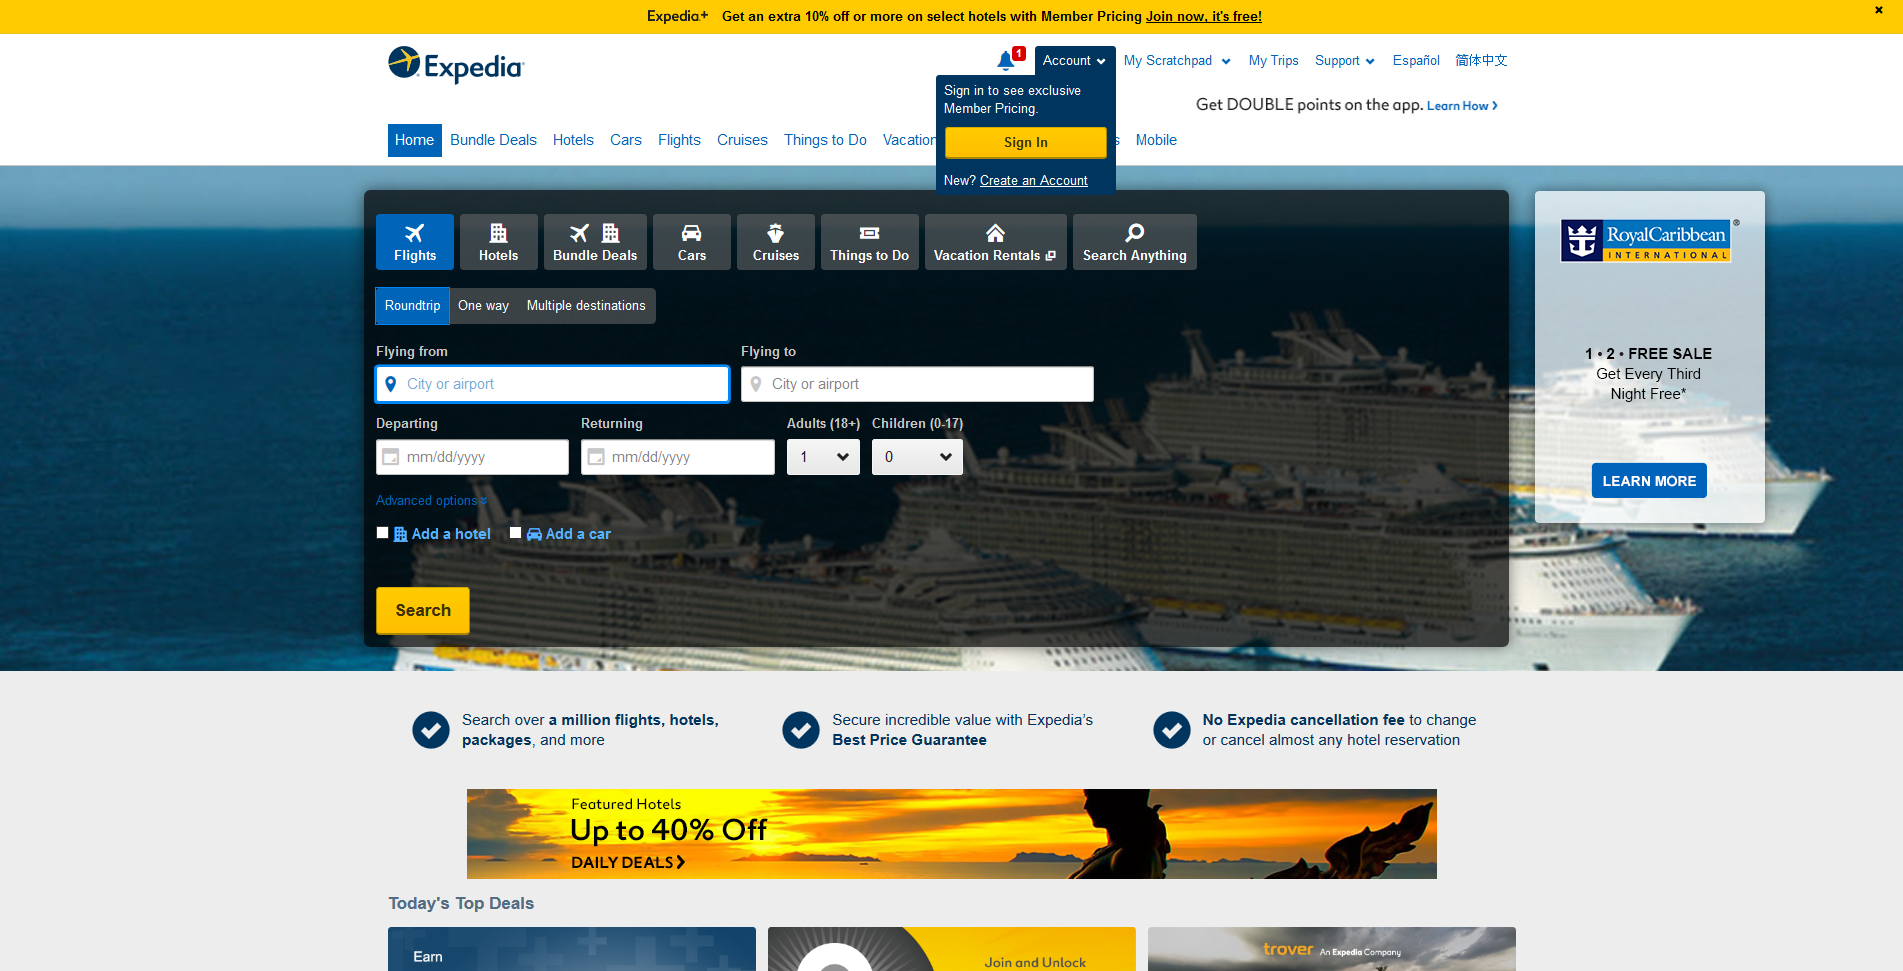 Expedia+ Get an extra 10% off or more on select hotels with Member Pricing Join now, it's free!
Expedia
1
Account
My Scratchpad
My Trips
Support
Español
简体中文
Sign in to see exclusive
Member Pricing.
Get DOUBLE points on the app. Learn How
Sign In
New? Create an Account
Home
Bundle Deals
Hotels
Cars
Flights
Cruises
Things to Do
Mobile
Flights
Hotels
Bundle Deals
Cars
Cruises
Things to Do
Vacation Rentals
Search Anything
Roundtrip
One way
Multiple destinations
Flying from
Flying to
City or airport
City or airport
Departing
Returning
Adults (18+)
Children (0-17)
mm/dd/yyyy
mm/dd/yyyy
1
0
Advanced options
Add a hotel
Add a car
Search
RoyalCaribbean®
INTERNATIONAL
1 • 2 • FREE SALE
Get Every Third
Night Free*
LEARN MORE
Search over a million flights, hotels,
packages, and more
Secure incredible value with Expedia’s
Best Price Guarantee
No Expedia cancellation fee to change
or cancel almost any hotel reservation
Featured Hotels
Up to 40% Off
DAILY DEALS
Today's Top Deals
Earn
Join and Unlock
trover An Expedia Company